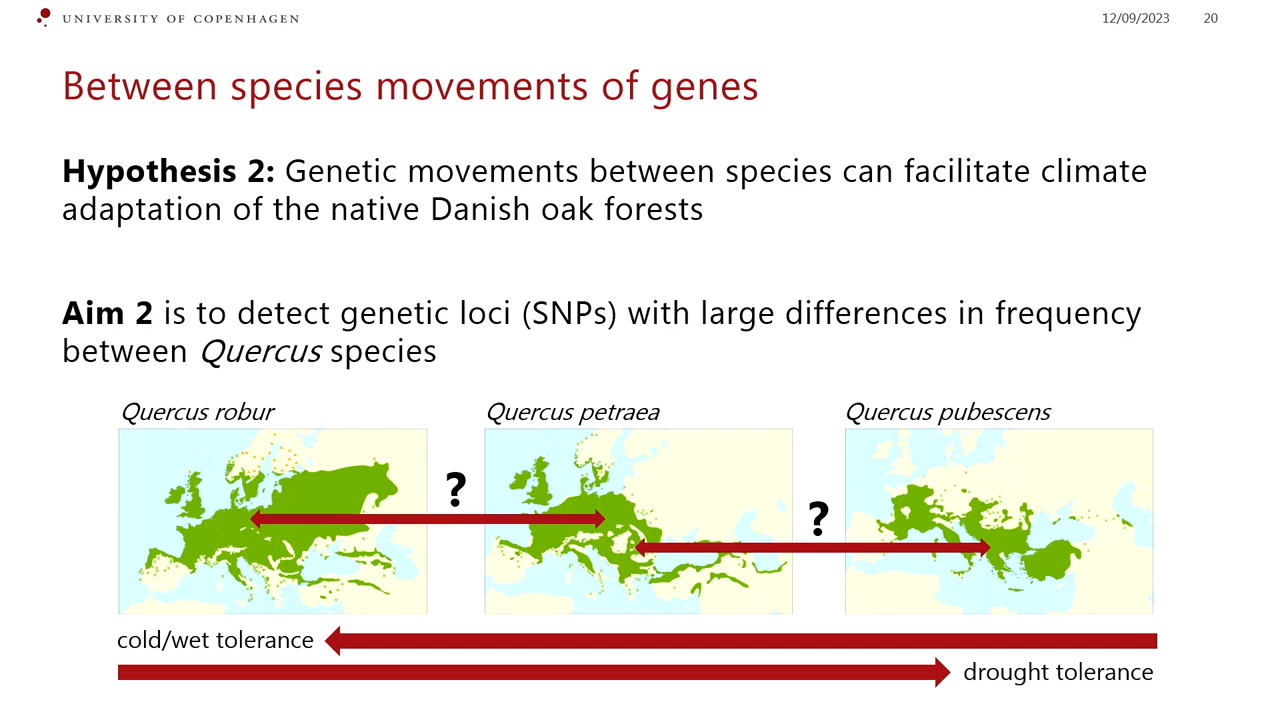 UNIVERSITY OF COPENHAGEN
12/09/2023 20
Between species movements of genes
Hypothesis 2: Genetic movements between species can facilitate climate
adaptation of the native Danish oak forests
Aim 2 is to detect genetic loci (SNPs) with large differences in frequency
between Quercus species
Quercus robur
Quercus petraea
Quercus pubescens
?
?
cold/wet tolerance
drought tolerance